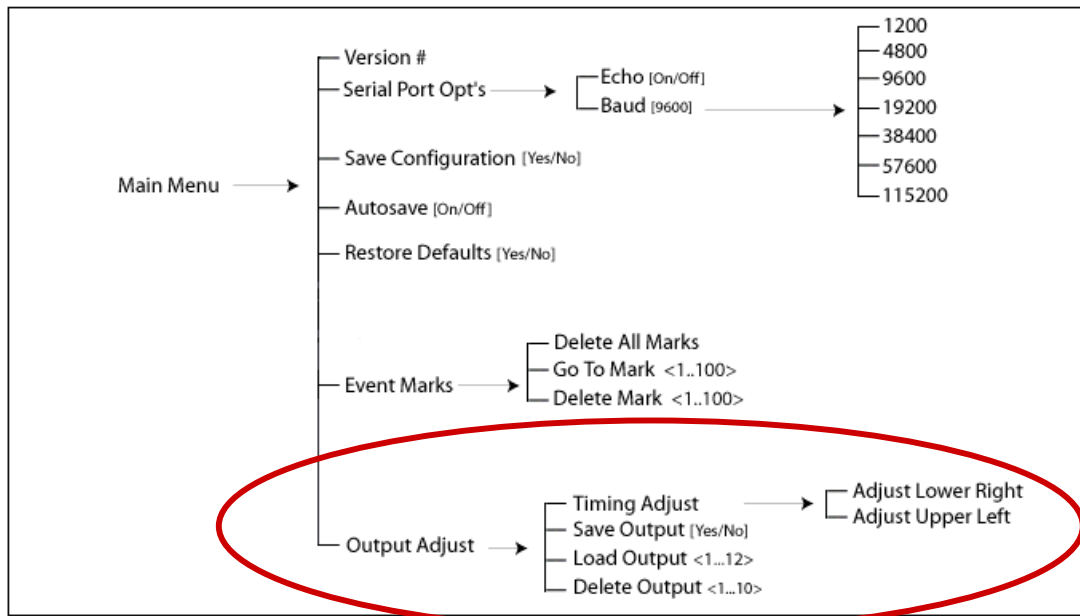 Main Menu
Version #
Serial Port Opt's
Echo [On/Off]
Baud [9600]
1200
4800
9600
19200
38400
57600
115200
Save Configuration [Yes/No]
Autosave [On/Off]
Restore Defaults [Yes/No]
Event Marks
Delete All Marks
Go To Mark <1..100>
Delete Mark <1..100>
Output Adjust
Timing Adjust
Adjust Lower Right
Adjust Upper Left
Save Output [Yes/No]
Load Output <1...12>
Delete Output <1...10>